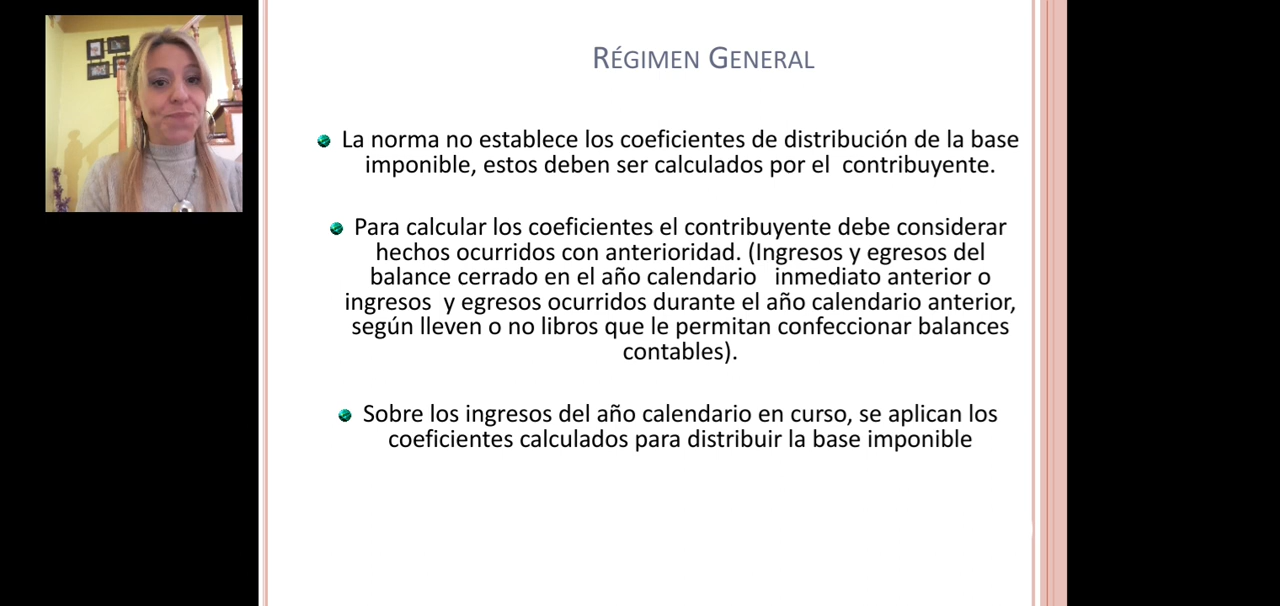 RÉGIMEN GENERAL
La norma no establece los coeficientes de distribución de la base
imponible, estos deben ser calculados por el contribuyente.
Para calcular los coeficientes el contribuyente debe considerar
hechos ocurridos con anterioridad. (Ingresos y egresos del
balance cerrado en el año calendario inmediato anterior o
ingresos y egresos ocurridos durante el año calendario anterior,
según lleven o no libros que le permitan confeccionar balances
contables).
Sobre los ingresos del año calendario en curso, se aplican los
coeficientes calculados para distribuir la base imponible